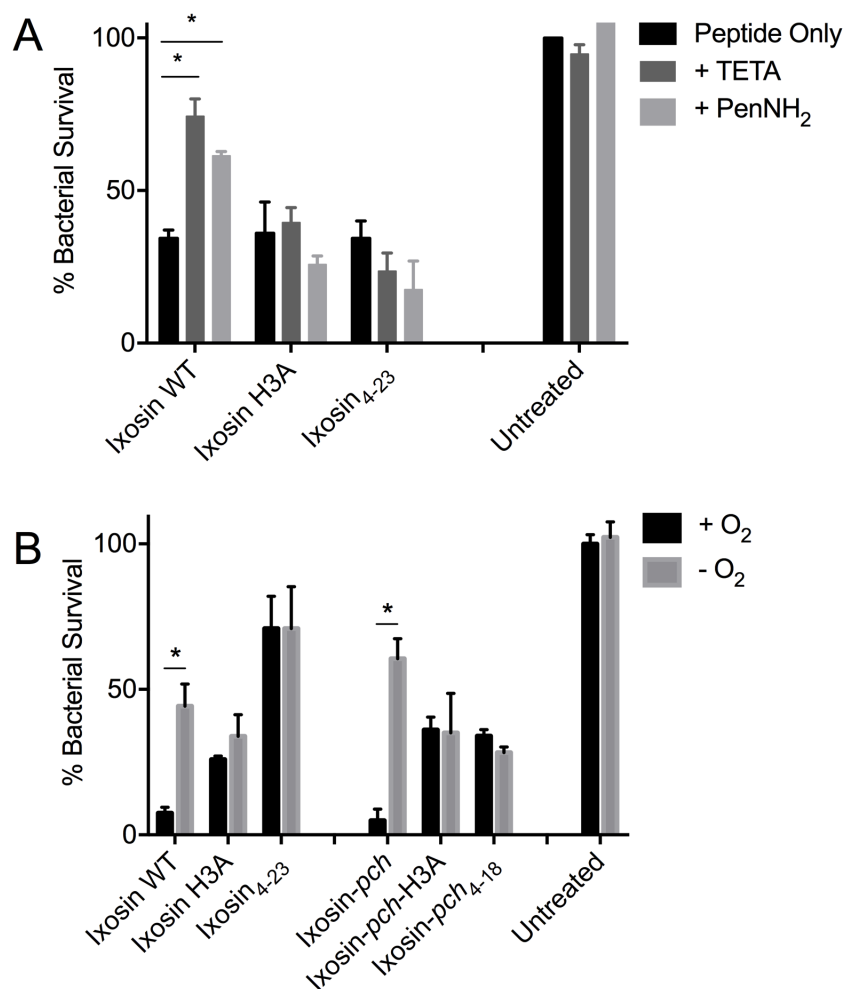 A
* 
*
100
50
0
% Bacterial Survival
Peptide Only
+ TETA
+ PenNH2
Ixosin WT
Ixosin H3A
Ixosin4-23
Untreated
B
*
*
100
50
0
% Bacterial Survival
+ O2
- O2
Ixosin WT
Ixosin H3A
Ixosin4-23
Ixosin-pch
Ixosin-pch-H3A
Ixosin-pch4-18
Untreated